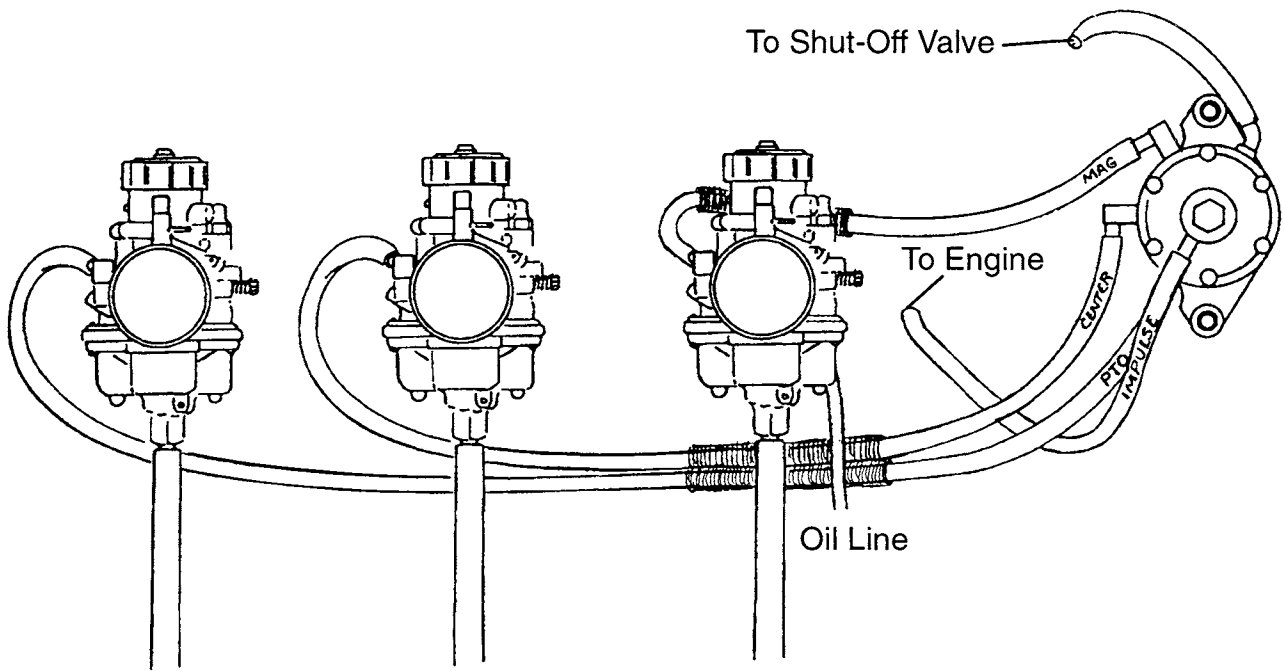 To Shut-Off Valve
MAG
To Engine
CENTER
PTO
IMPULSE
Oil Line